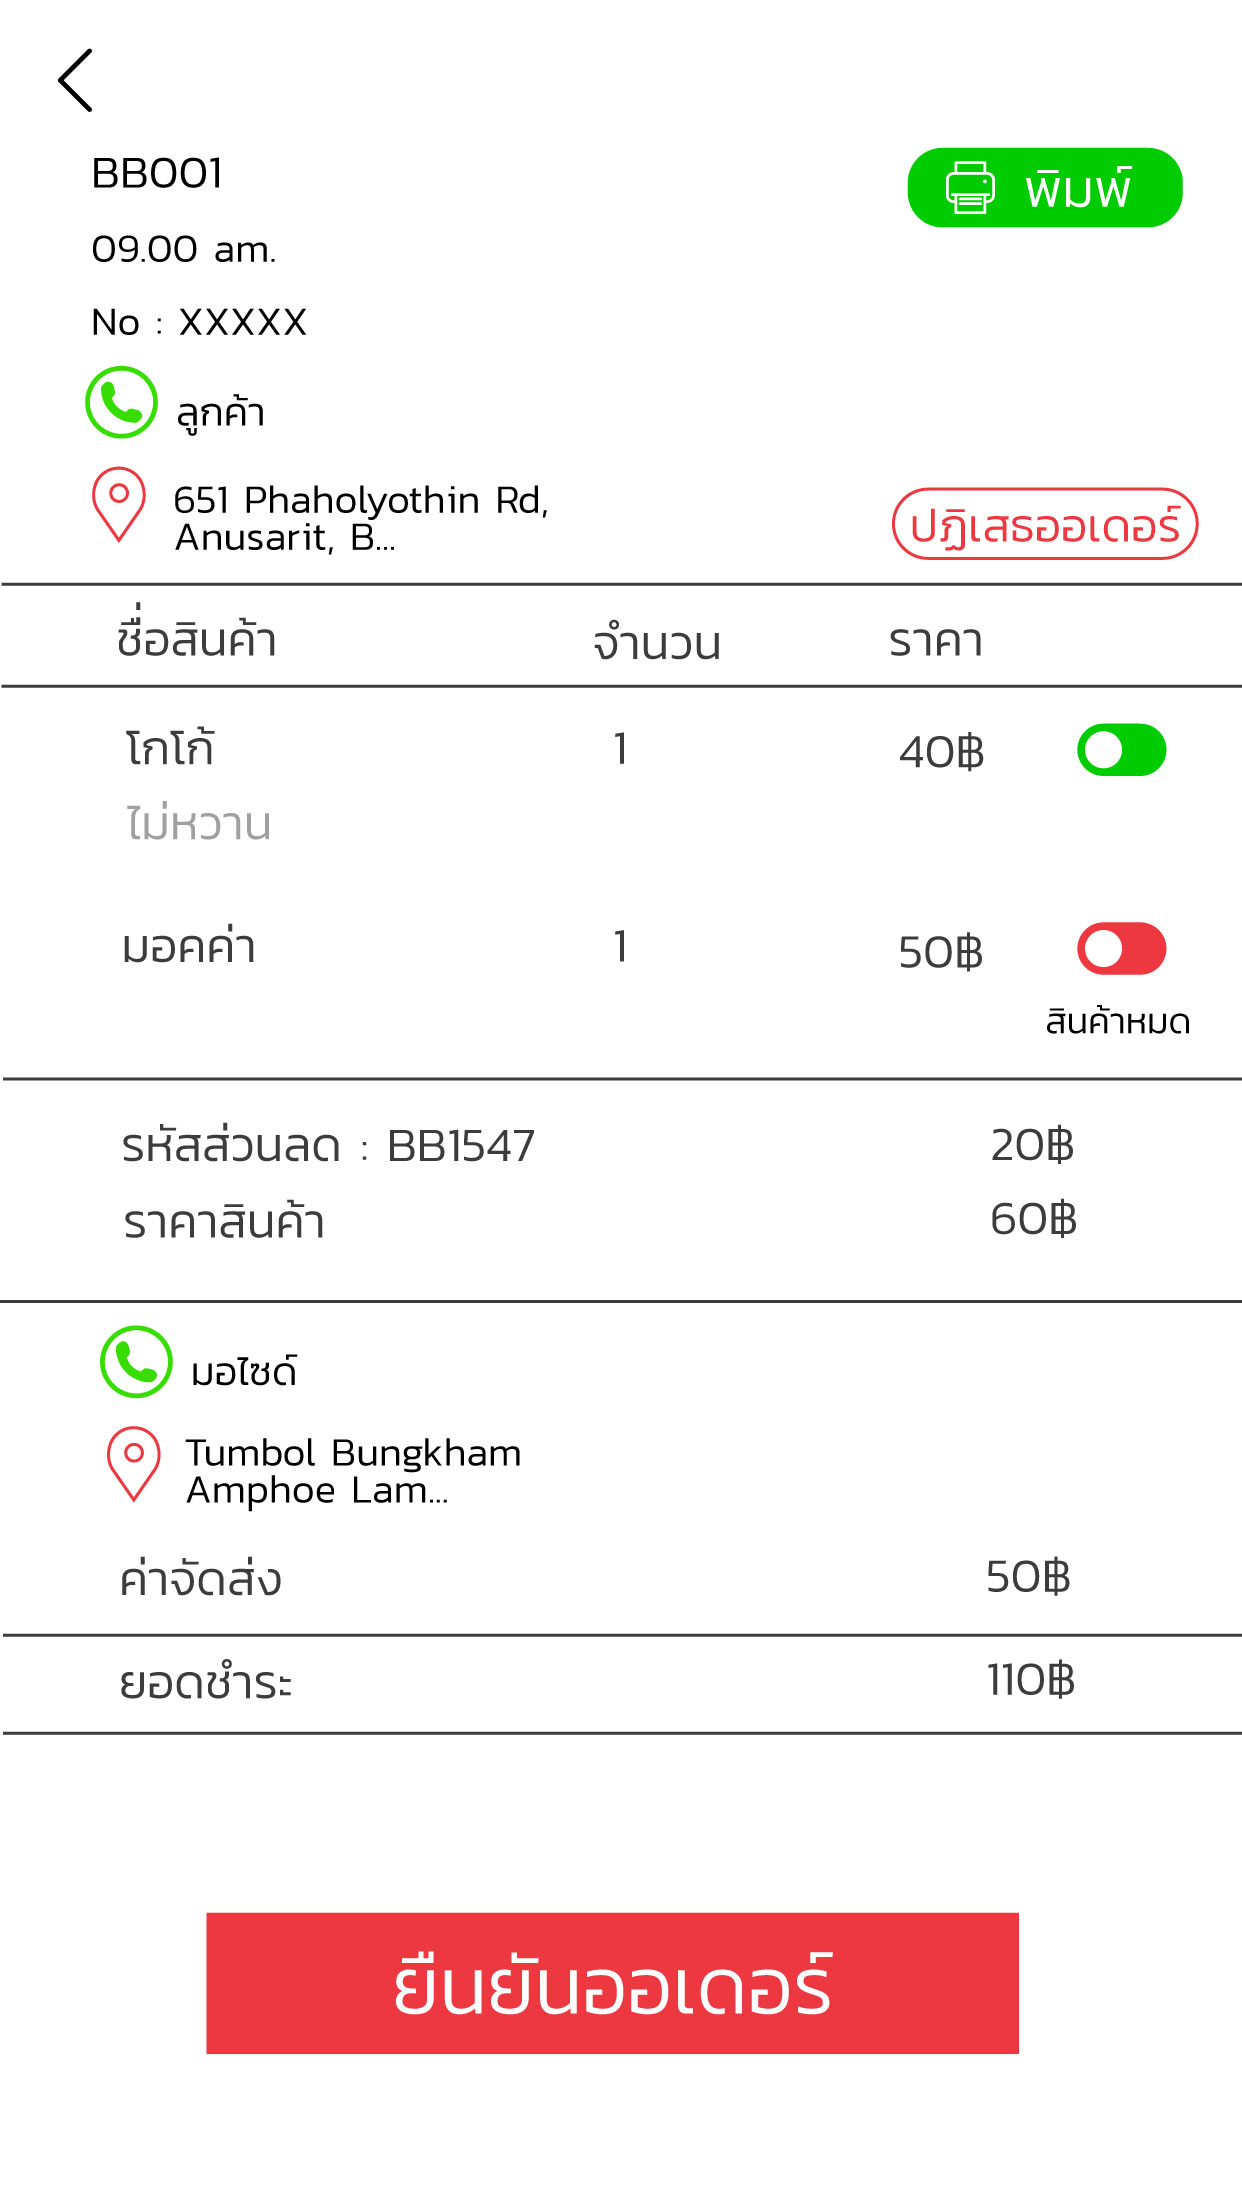 BB001
พิมพ์
09.00 am.
No : XXXXX
ลูกค้า
651 Phaholyothin Rd,
Anusarit, B...
ปฏิเสธออเดอร์
ชื่อสินค้า จำนวน ราคา
โกโก้ 1 40฿
ไม่หวาน
มอคค่า 1 50฿
สินค้าหมด
รหัสส่วนลด : BB1547 20฿
ราคาสินค้า 60฿
มอไซด์
Tumbol Bungkham
Amphoe Lam...
ค่าจัดส่ง 50฿
ยอดชำระ 110฿
ยืนยันออเดอร์